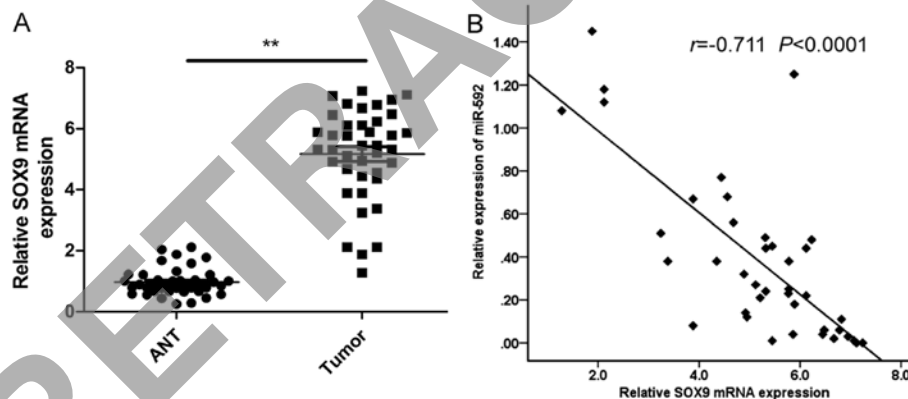 A
**
Relative SOX9 mRNA
expression
8
6
4
2
0
ANT
Tumor
B
r=-0.711 P<0.0001
Relative expression of miR-592
1.40
1.20
1.00
.80
.60
.40
.20
.00
2.0
4.0
6.0
8.0
Relative SOX9 mRNA expression